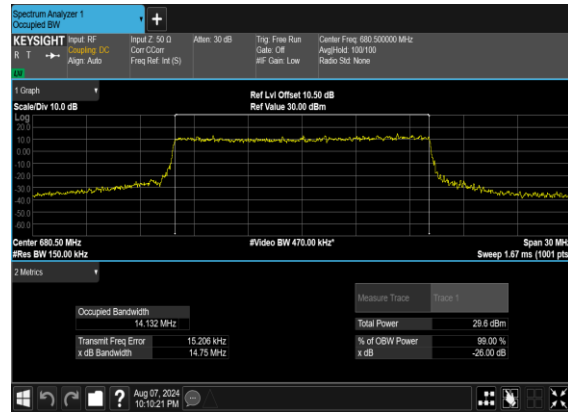 Spectrum Analyzer 1
Occupied BW
+
KEYSIGHT
R T
LXI
Input: RF
Coupling: DC
Align: Auto
Input Z: 50 Ω
Corr CCorr
Freq Ref: Int (S)
Atten: 30 dB
Trig: Free Run
Gate: Off
#IF Gain: Low
Center Freq: 680.500000 MHz
Avg|Hold: 100/100
Radio Std: None
1 Graph
Scale/Div 10.0 dB
Ref Lvl Offset 10.50 dB
Ref Value 30.00 dBm
Log
20.0
10.0
0.00
-10.0
-20.0
-30.0
-40.0
-50.0
-60.0
Center 680.50 MHz
#Res BW 150.00 kHz
#Video BW 470.00 kHz*
Span 30 MHz
Sweep 1.67 ms (1001 pts)
2 Metrics
Measure Trace
Trace 1
Occupied Bandwidth
14.132 MHz
Total Power
29.6 dBm
Transmit Freq Error
15.206 kHz
% of OBW Power
99.00 %
x dB Bandwidth
14.75 MHz
x dB
-26.00 dB
?
Aug 07, 2024
10:10:21 PM